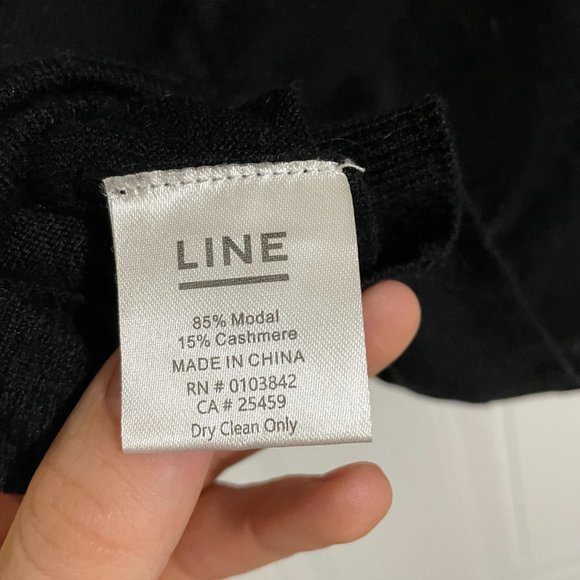 LINE
85% Modal
15% Cashmere
MADE IN CHINA
RN # 0103842
CA # 25459
Dry Clean Only